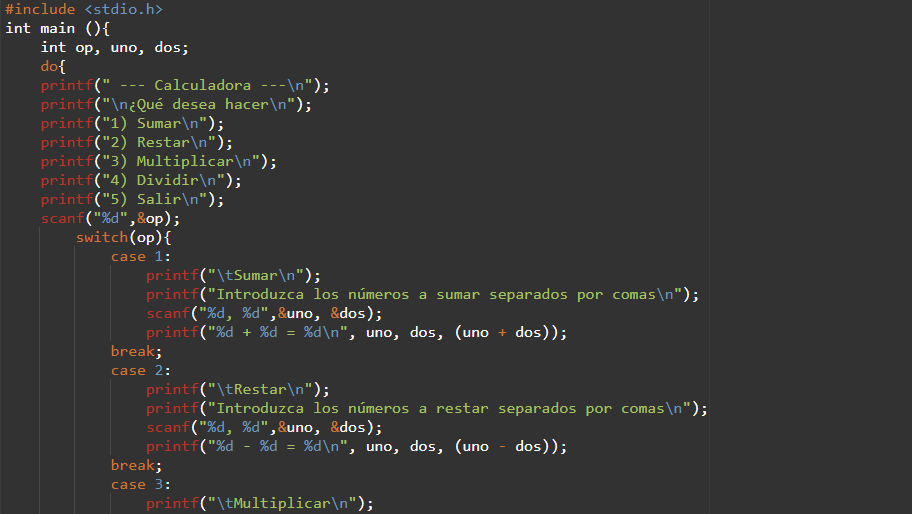 #include <stdio.h>
int main (){
int op, uno, dos;
do{
printf(" --- Calculadora ---\n");
printf("\n¿Qué desea hacer\n");
printf("1) Sumar\n");
printf("2) Restar\n");
printf("3) Multiplicar\n");
printf("4) Dividir\n");
printf("5) Salir\n");
scanf("%d",&op);
switch(op){
case 1:
printf("\tSumar\n");
printf("Introduzca los números a sumar separados por comas\n");
scanf("%d, %d",&uno, &dos);
printf("%d + %d = %d\n", uno, dos, (uno + dos));
break;
case 2:
printf("\tRestar\n");
printf("Introduzca los números a restar separados por comas\n");
scanf("%d, %d",&uno, &dos);
printf("%d - %d = %d\n", uno, dos, (uno - dos));
break;
case 3:
printf("\tMultiplicar\n");